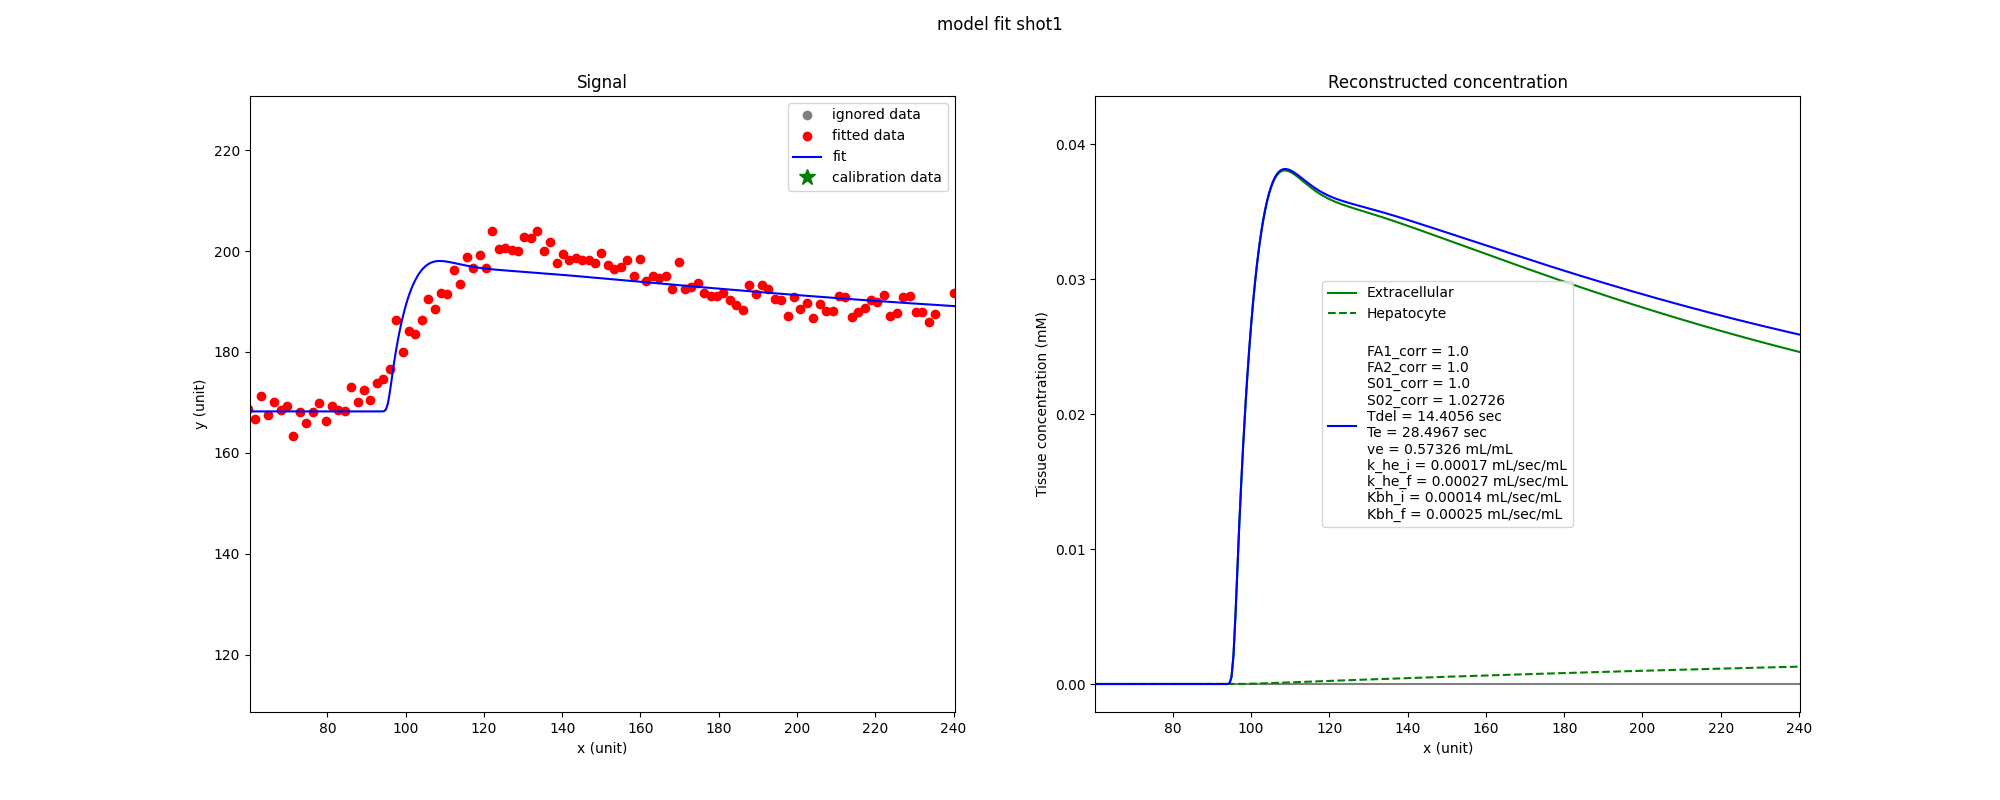 model fit shot1
Signal
220
200
180
160
140
120
y (unit)
80 100 120 140 160 180 200 220 240
x (unit)
ignored data
fitted data
fit
calibration data
Reconstructed concentration
0.04
0.03
0.02
0.01
0.00
Tissue concentration (mM)
80 100 120 140 160 180 200 220 240
x (unit)
Extracellular
Hepatocyte
FA1_corr = 1.0
FA2_corr = 1.0
S01_corr = 1.0
S02_corr = 1.02726
Tdel = 14.4056 sec
Te = 28.4967 sec
ve = 0.57326 mL/mL
k_he_i = 0.00017 mL/sec/mL
k_he_f = 0.00027 mL/sec/mL
Kbh_i = 0.00014 mL/sec/mL
Kbh_f = 0.00025 mL/sec/mL